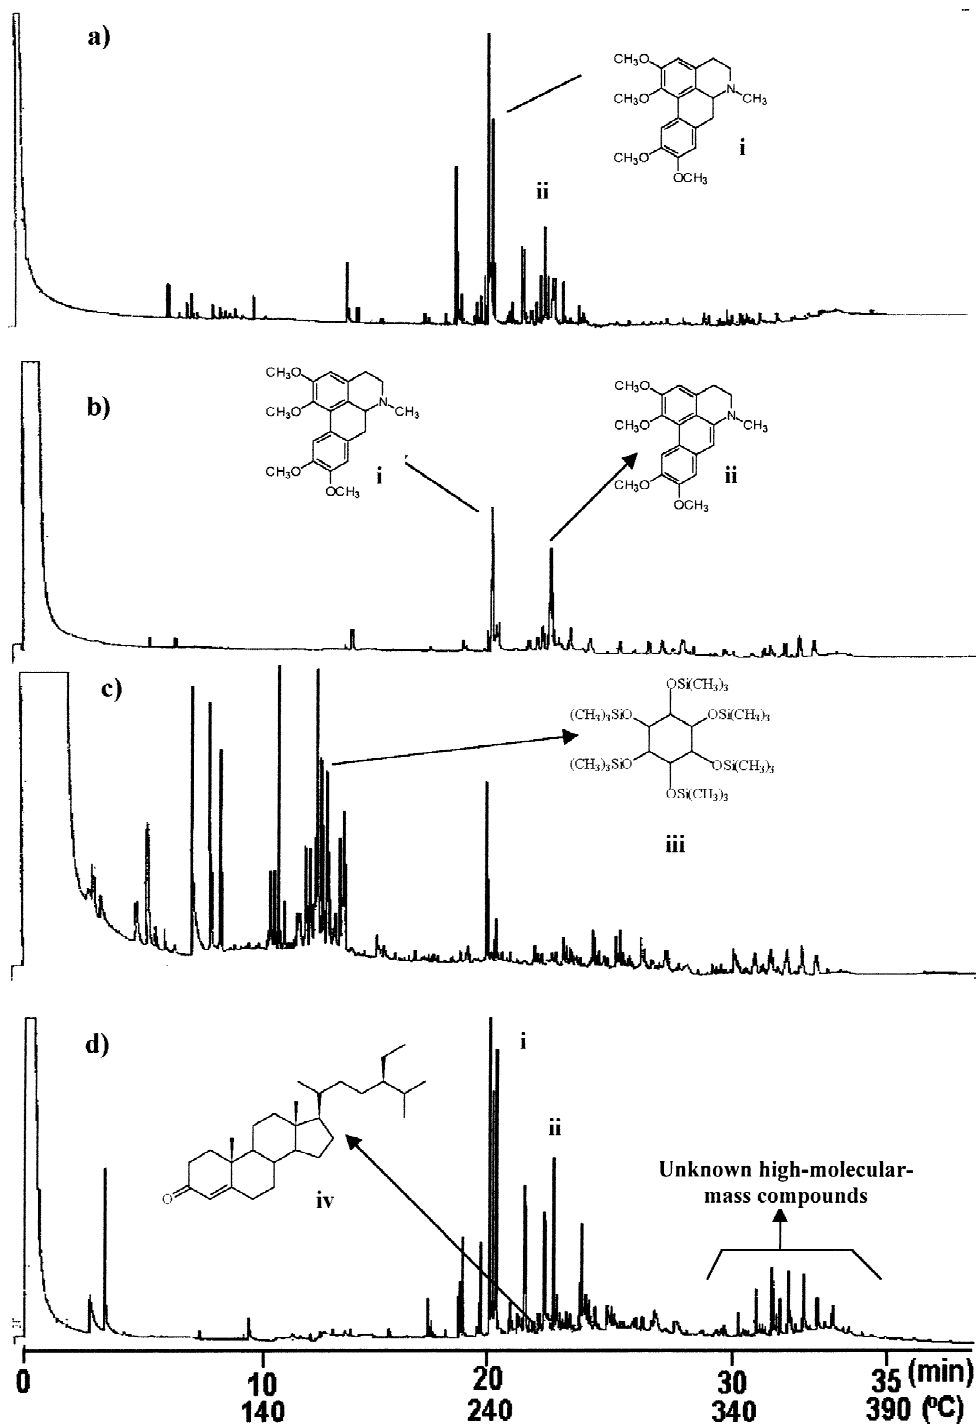 a)
CH₃O
CH₃O
N
CH₃
CH₃O
OCH₃
i
ii
b)
CH₃O
CH₃O
N
CH₃
CH₃O
OCH₃
i
CH₃O
CH₃O
N
CH₃
CH₃O
OCH₃
ii
c)
OSi(CH₃)₃
(CH₃)₃SiO
OSi(CH₃)₃
(CH₃)₃SiO
OSi(CH₃)₃
OSi(CH₃)₃
iii
d)
i
ii
O
iv
Unknown high-molecular-
mass compounds
0 10 20 30 35 (min)
140 240 340 390 (ºC)